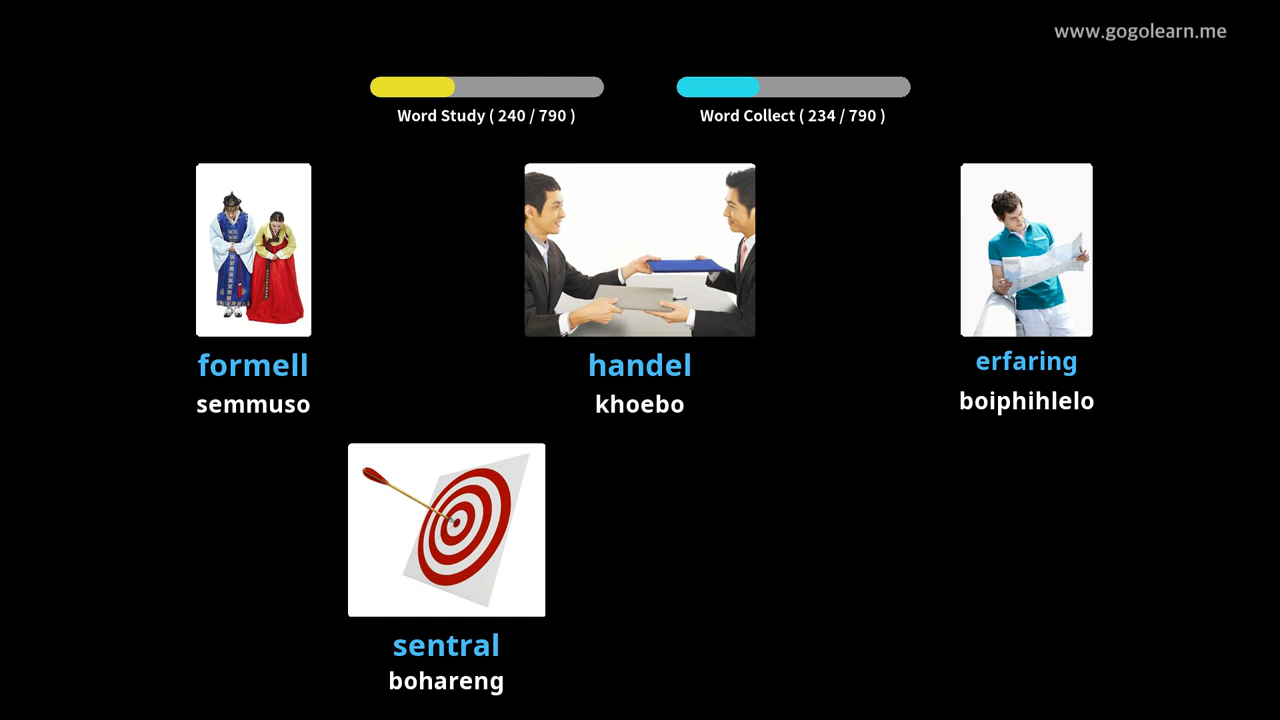 www.gogolearn.me
Word Study ( 240 / 790 )
Word Collect ( 234 / 790 )
formell
semmuso
handel
khoebo
erfaring
boiphihlelo
sentral
bohareng